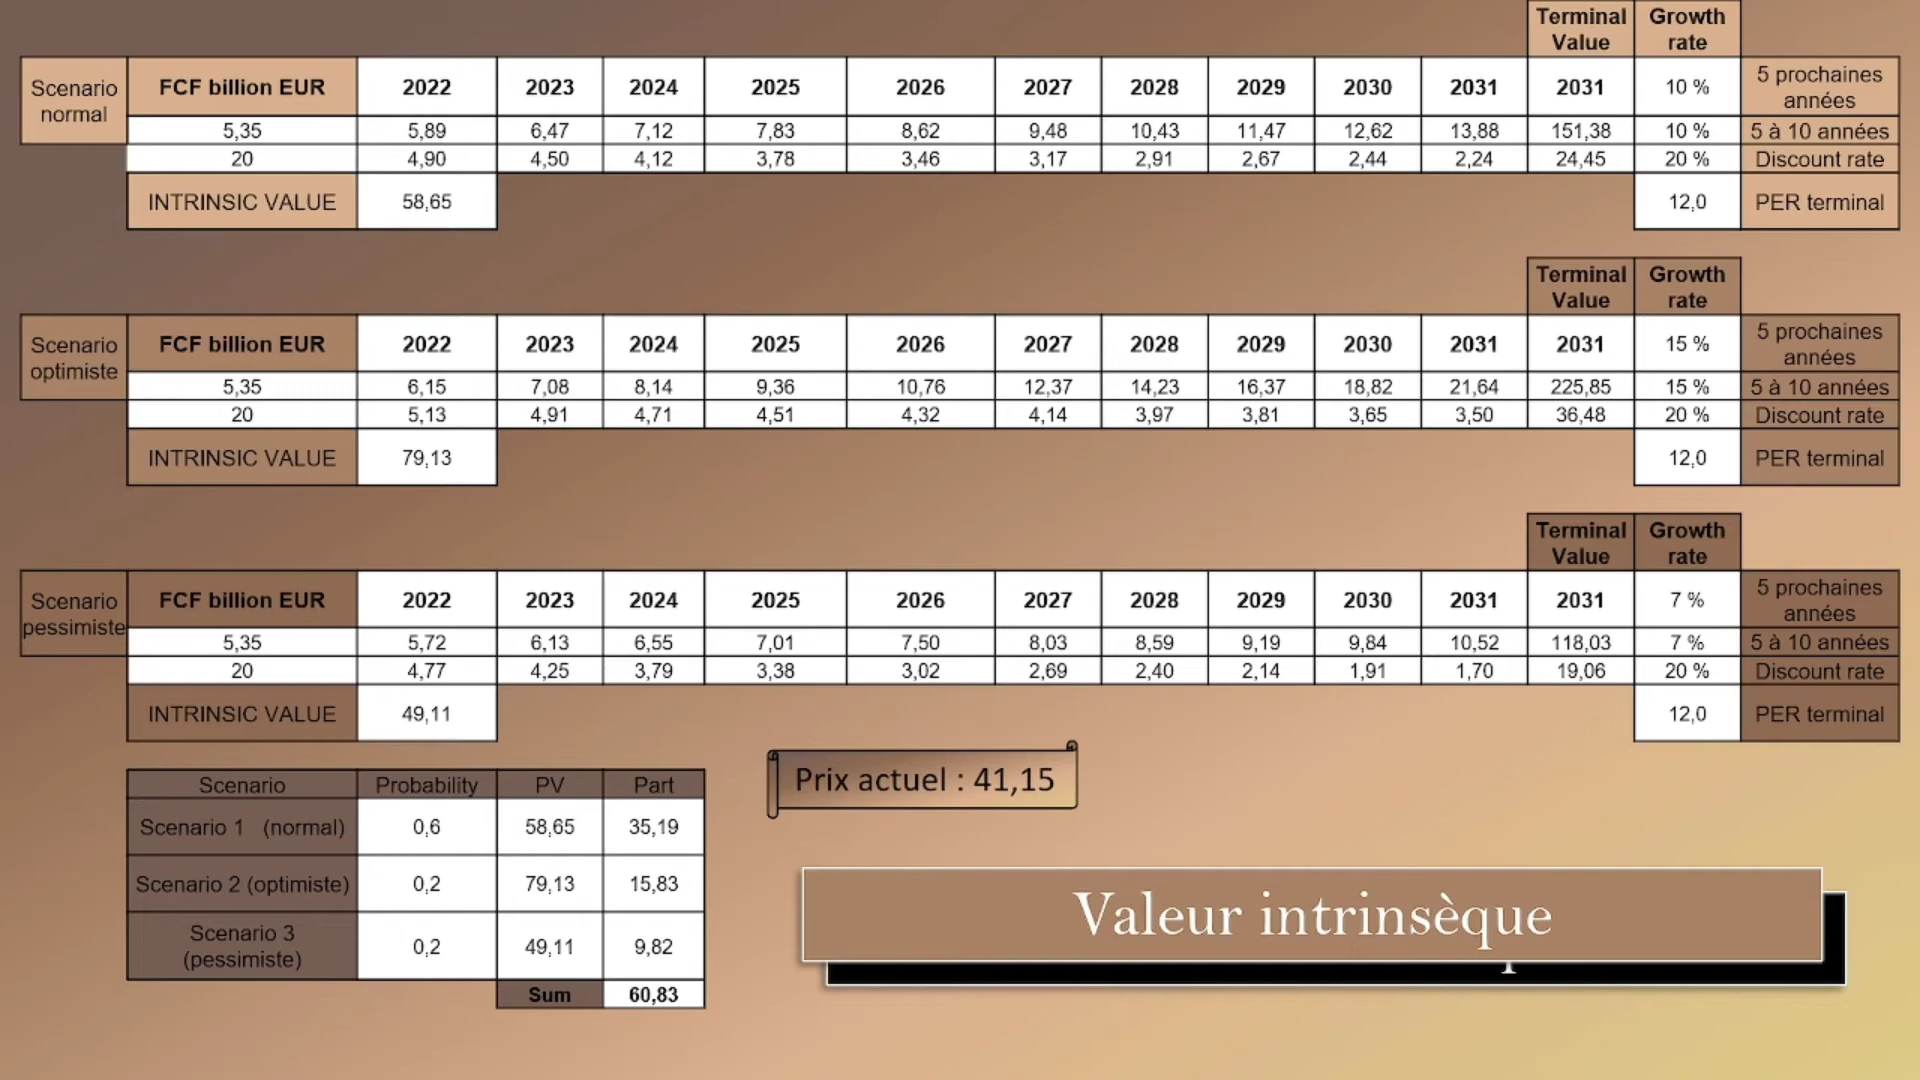 Terminal Value Growth rate
Scenario normal FCF billion EUR 2022 2023 2024 2025 2026 2027 2028 2029 2030 2031 2031 10 % 5 prochaines années
5,35 5,89 6,47 7,12 7,83 8,62 9,48 10,43 11,47 12,62 13,88 151,38 10 % 5 à 10 années
20 4,90 4,50 4,12 3,78 3,46 3,17 2,91 2,67 2,44 2,24 24,45 20 % Discount rate
INTRINSIC VALUE 58,65 12,0 PER terminal
Terminal Value Growth rate
Scenario optimiste FCF billion EUR 2022 2023 2024 2025 2026 2027 2028 2029 2030 2031 2031 15 % 5 prochaines années
5,35 6,15 7,08 8,14 9,36 10,76 12,37 14,23 16,37 18,82 21,64 225,85 15 % 5 à 10 années
20 5,13 4,91 4,71 4,51 4,32 4,14 3,97 3,81 3,65 3,50 36,48 20 % Discount rate
INTRINSIC VALUE 79,13 12,0 PER terminal
Terminal Value Growth rate
Scenario pessimiste FCF billion EUR 2022 2023 2024 2025 2026 2027 2028 2029 2030 2031 2031 7 % 5 prochaines années
5,35 5,72 6,13 6,55 7,01 7,50 8,03 8,59 9,19 9,84 10,52 118,03 7 % 5 à 10 années
20 4,77 4,25 3,79 3,38 3,02 2,69 2,40 2,14 1,91 1,70 19,06 20 % Discount rate
INTRINSIC VALUE 49,11 12,0 PER terminal
Scenario Probability PV Part
Scenario 1 (normal) 0,6 58,65 35,19
Scenario 2 (optimiste) 0,2 79,13 15,83
Scenario 3 (pessimiste) 0,2 49,11 9,82
Sum 60,83
Prix actuel : 41,15
Valeur intrinsèque